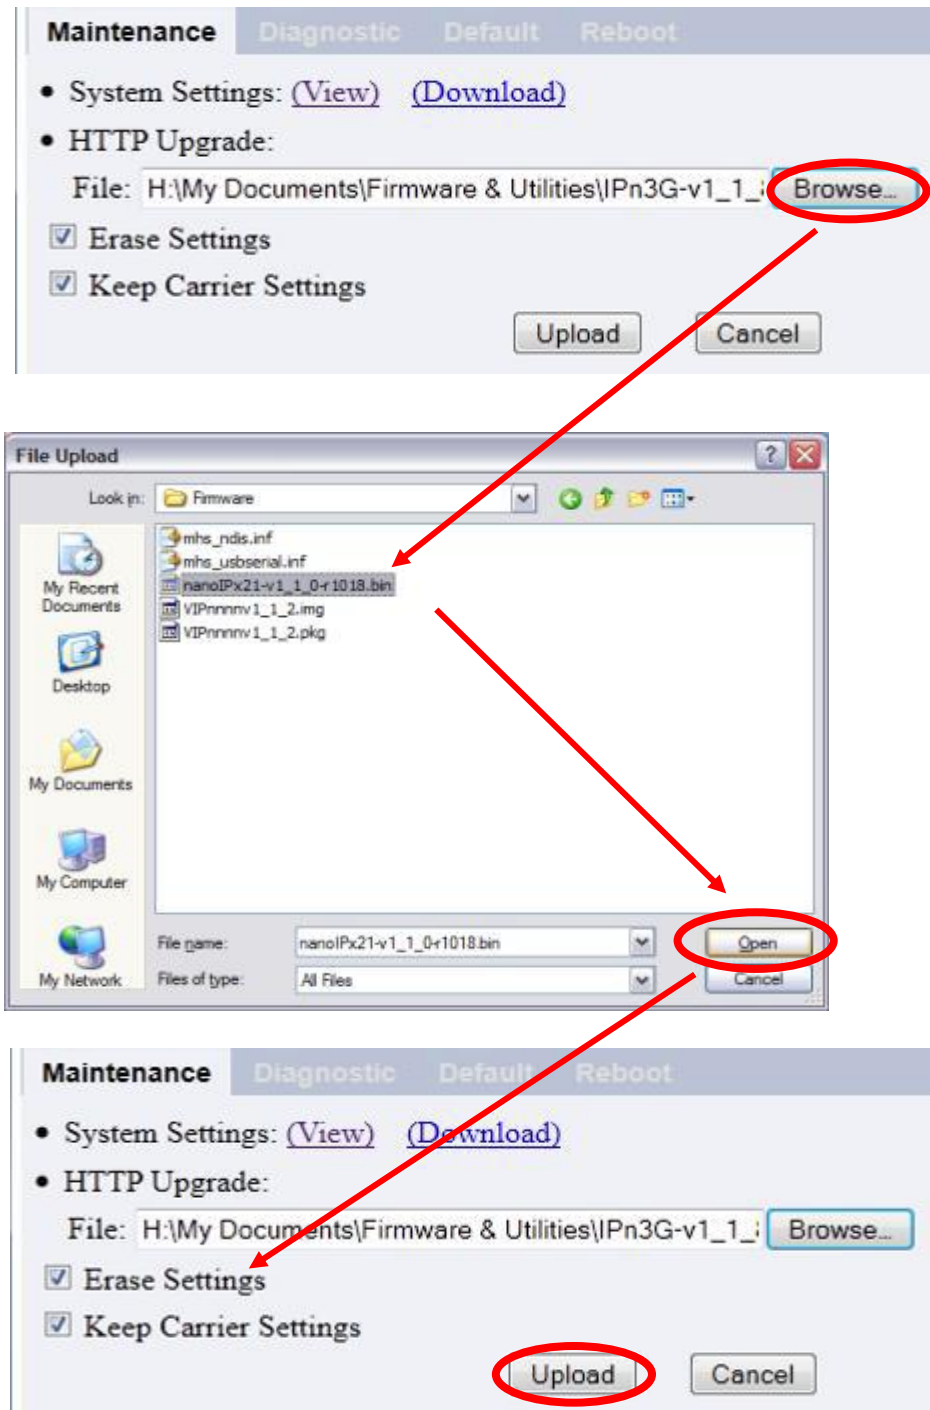 Maintenance Diagnostic Default Reboot
System Settings: (View) (Download)
HTTP Upgrade:
File: H:\My Documents\Firmware & Utilities\IPn3G-v1_1_ Browse...
Erase Settings
Keep Carrier Settings
Upload Cancel
File Upload
Look in: Firmware
mhs_ndis.inf
mhs_usbserial.inf
nanoIPx21-v1_1_0-r1018.bin
VIPnnnnv1_1_2.img
VIPnnnnv1_1_2.pkg
My Recent
Documents
Desktop
My Documents
My Computer
My Network
File name: nanoIPx21-v1_1_0-r1018.bin Open
Files of type: All Files Cancel
Maintenance Diagnostic Default Reboot
System Settings: (View) (Download)
HTTP Upgrade:
File: H:\My Documents\Firmware & Utilities\IPn3G-v1_1_ Browse...
Erase Settings
Keep Carrier Settings
Upload Cancel